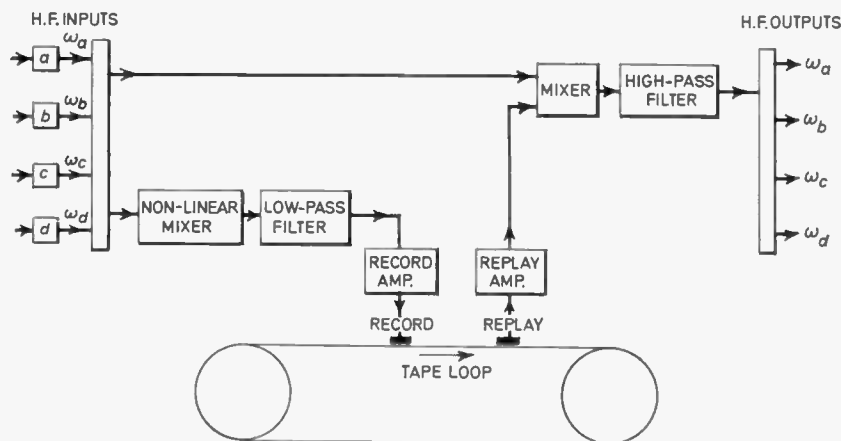 H.F. INPUTS
H.F. OUTPUTS
a
ωa
b
ωb
c
ωc
d
ωd
NON-LINEAR
MIXER
LOW-PASS
FILTER
RECORD
AMP.
RECORD
REPLAY
AMP.
REPLAY
TAPE LOOP
MIXER
HIGH-PASS
FILTER
ωa
ωb
ωc
ωd